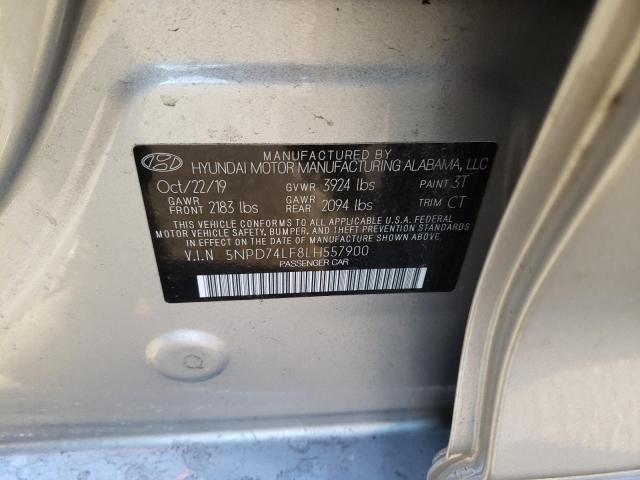 MANUFACTURED BY
HYUNDAI MOTOR MANUFACTURING ALABAMA, LLC
Oct/22/19 GVWR 3924 lbs PAINT 3T
GAWR FRONT 2183 lbs GAWR REAR 2094 lbs TRIM CT
THIS VEHICLE CONFORMS TO ALL APPLICABLE U.S.A. FEDERAL
MOTOR VEHICLE SAFETY, BUMPER, AND THEFT PREVENTION STANDARDS
IN EFFECT ON THE DATE OF MANUFACTURE SHOWN ABOVE.
V.I.N 5NPD74LF8LH557900
PASSENGER CAR